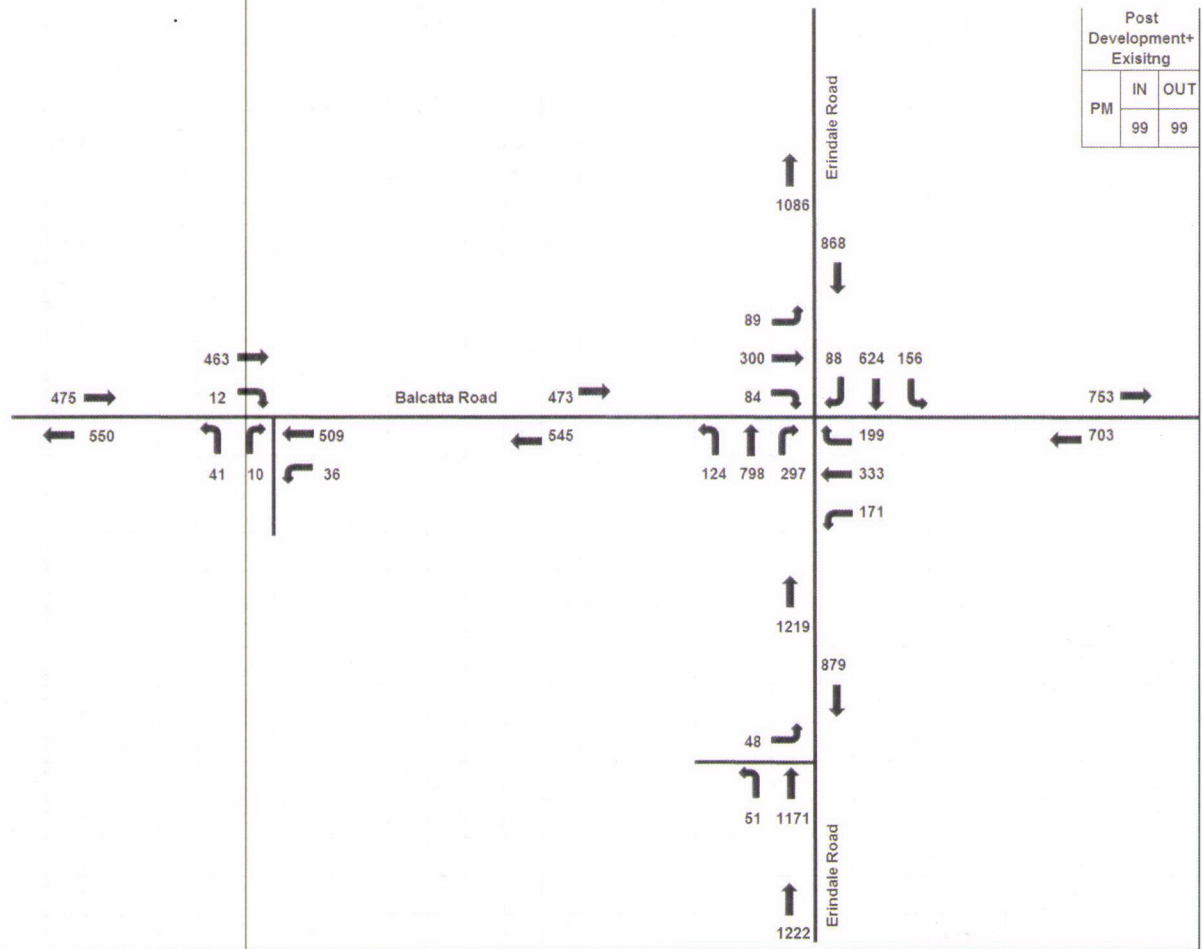 Post
Development+
Exisitng
PM IN OUT
99 99
Erindale Road
1086
868
89
463 300 88 624 156
475 12 Balcatta Road 473 84 753
550 509 545 199 703
41 10 36 124 798 297 333
171
1219
879
48
51 1171
Erindale Road
1222